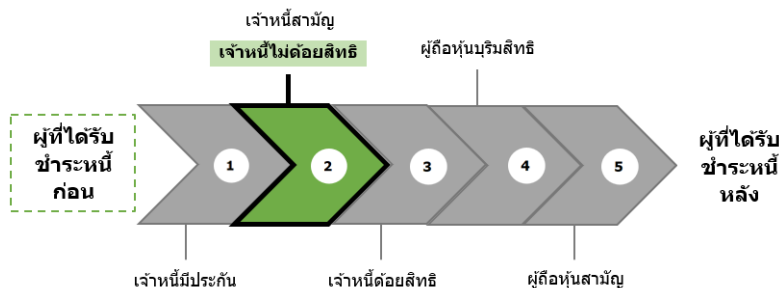 เจ้าหนี้สามัญ
เจ้าหนี้ไม่ด้อยสิทธิ
ผู้ถือหุ้นบุริมสิทธิ
ผู้ที่ได้รับ
ชำระหนี้
ก่อน
1
2
3
4
5
ผู้ที่ได้รับ
ชำระหนี้
หลัง
เจ้าหนี้มีประกัน
เจ้าหนี้ด้อยสิทธิ
ผู้ถือหุ้นสามัญ